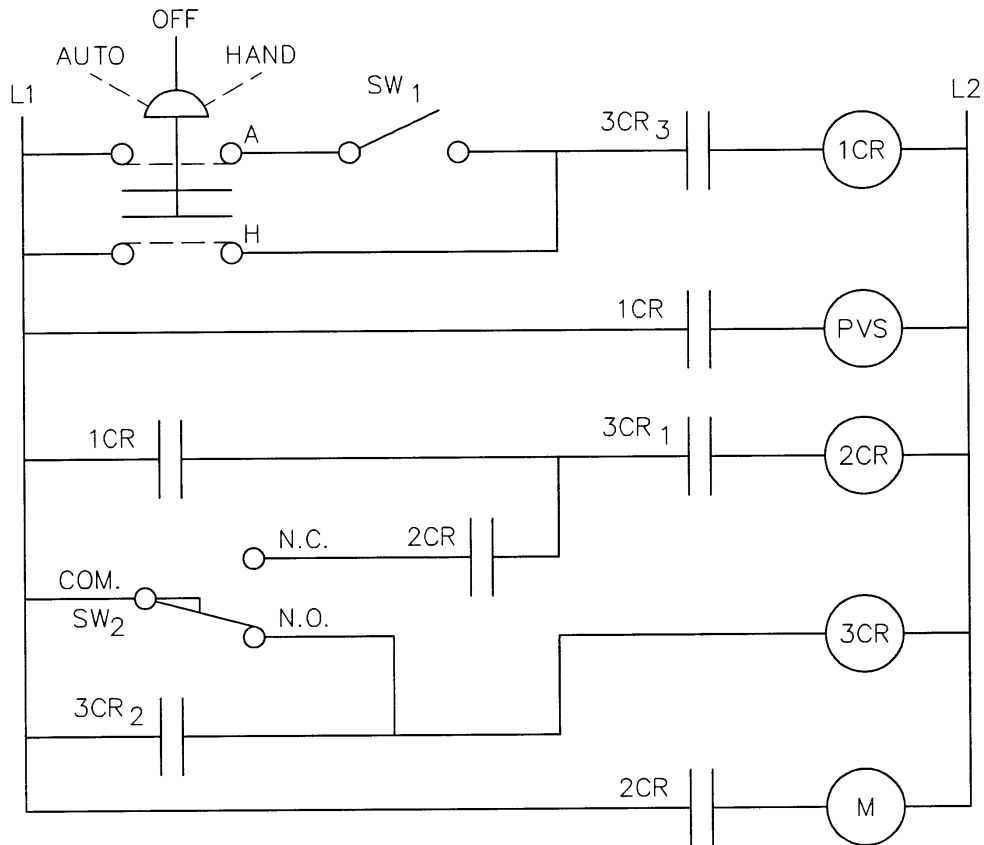 OFF
AUTO HAND
L1 SW1 L2
A 3CR3 1CR
H
1CR PVS
1CR 3CR1 2CR
N.C. 2CR
COM.
SW2 N.O. 3CR
3CR2
2CR M